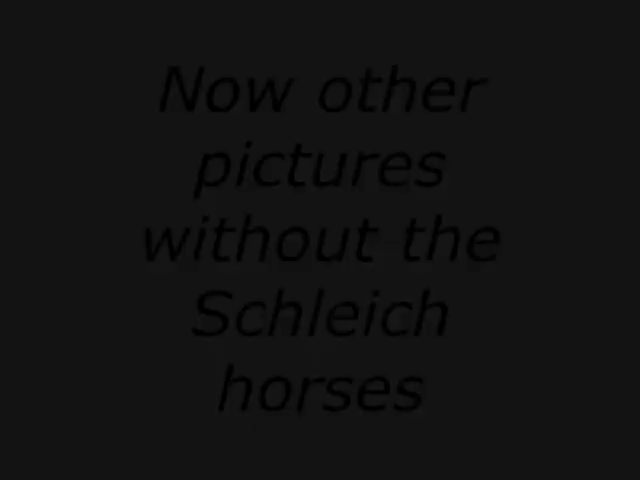 Now other
pictures
without the
Schleich
horses